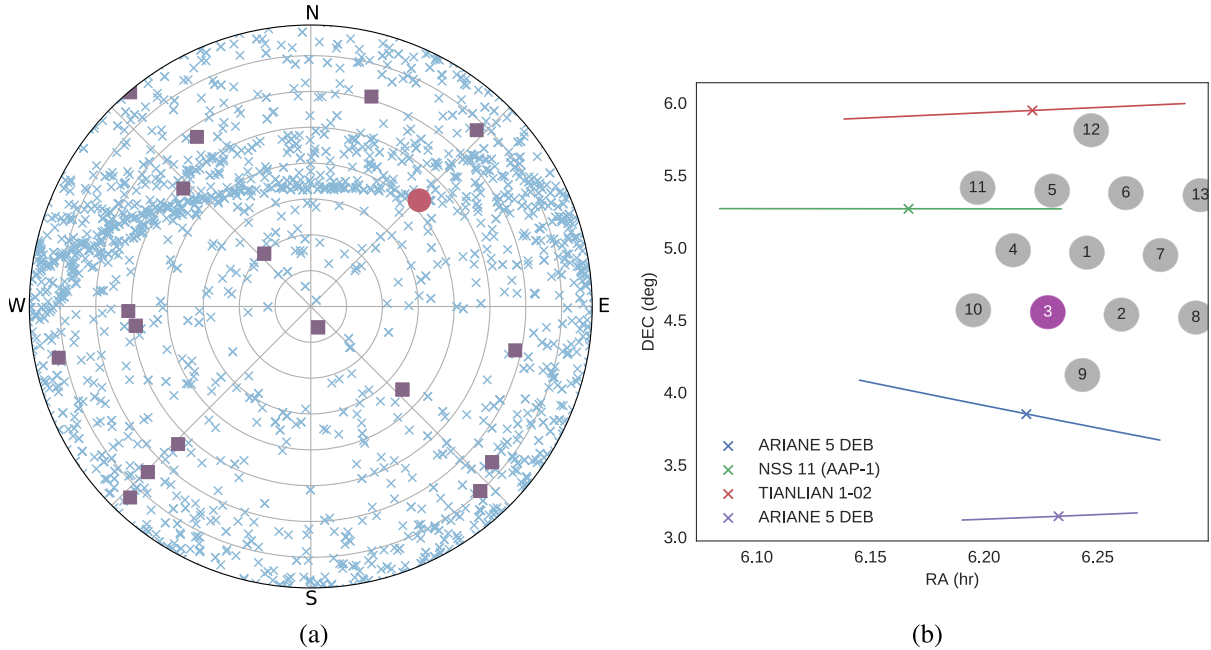 N
W
E
S
(a)
DEC (deg)
6.0
5.5
5.0
4.5
4.0
3.5
3.0
12
11
5
6
13
4
1
7
10
3
2
8
9
ARIANE 5 DEB
NSS 11 (AAP-1)
TIANLIAN 1-02
ARIANE 5 DEB
6.10 6.15 6.20 6.25
RA (hr)
(b)